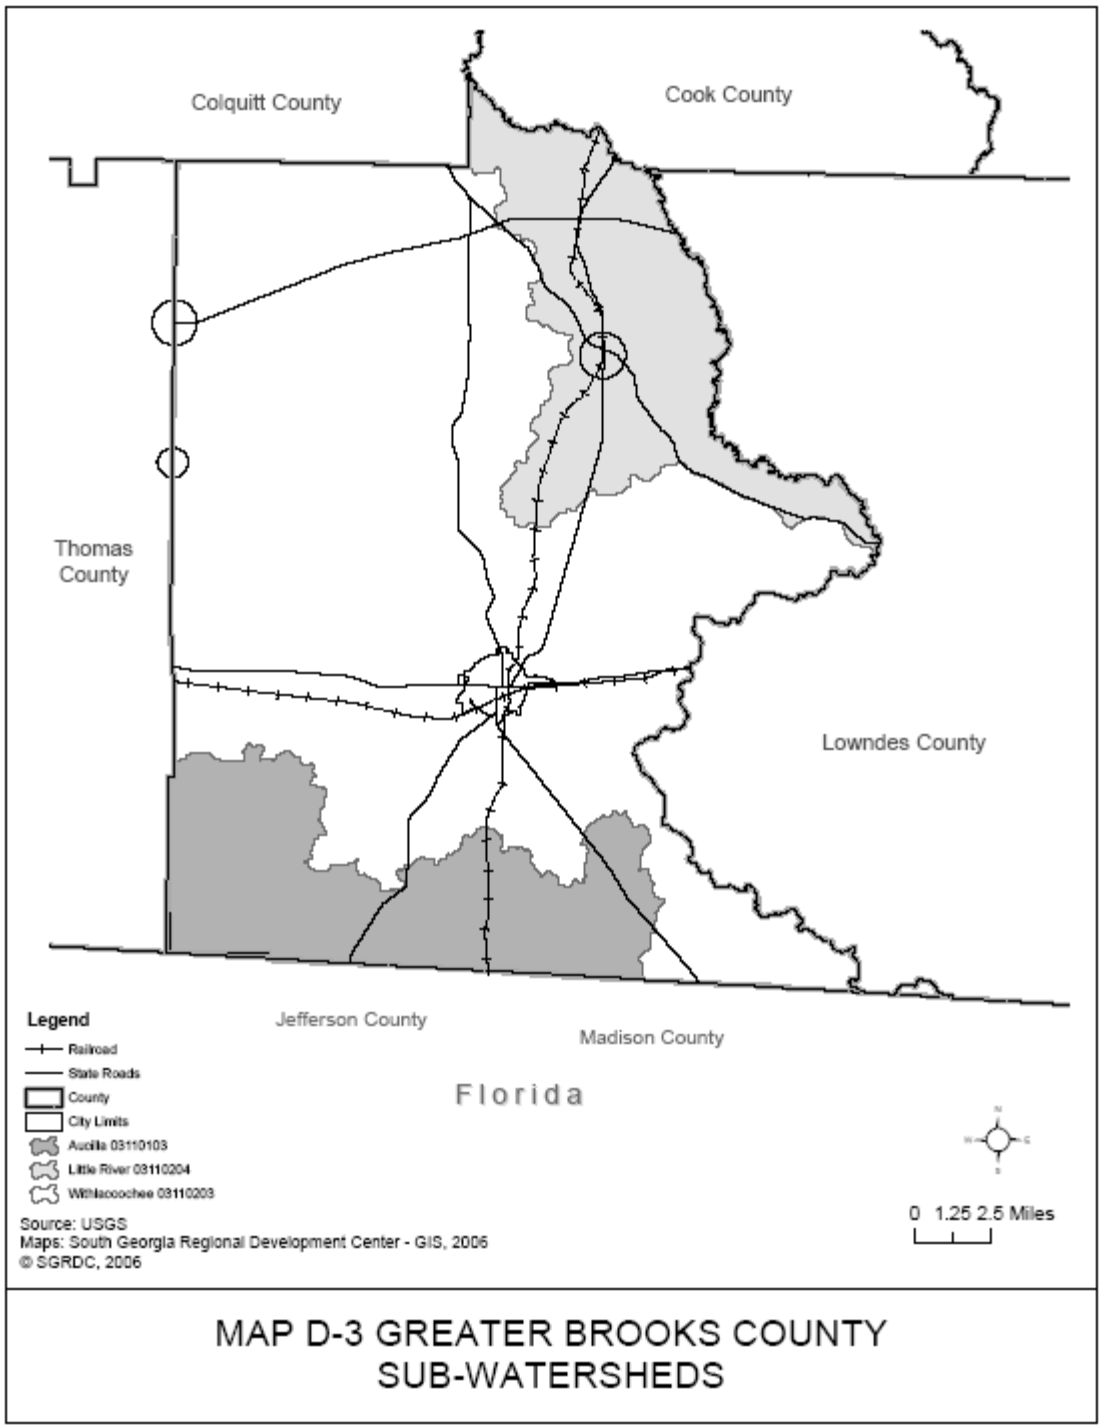 Colquitt County
Cook County
Thomas
County
Lowndes County
Jefferson County
Madison County
Florida
Legend
Railroad
State Roads
County
City Limits
Aucilla 03110103
Little River 03110204
Withlacoochee 03110203
Source: USGS
Maps: South Georgia Regional Development Center - GIS, 2006
© SGRDC, 2006
N
W
E
S
0 1.25 2.5 Miles
MAP D-3 GREATER BROOKS COUNTY
SUB-WATERSHEDS